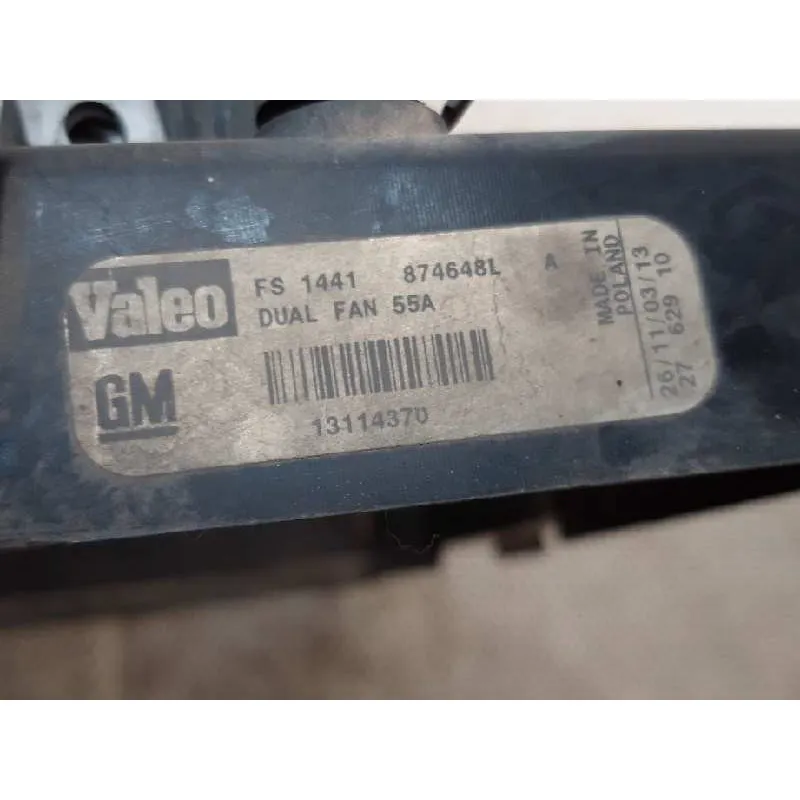 Valeo
FS 1441 874648L A
DUAL FAN 55A
GM
13114370
MADE IN
POLAND
26/11/03/13
27 629 10